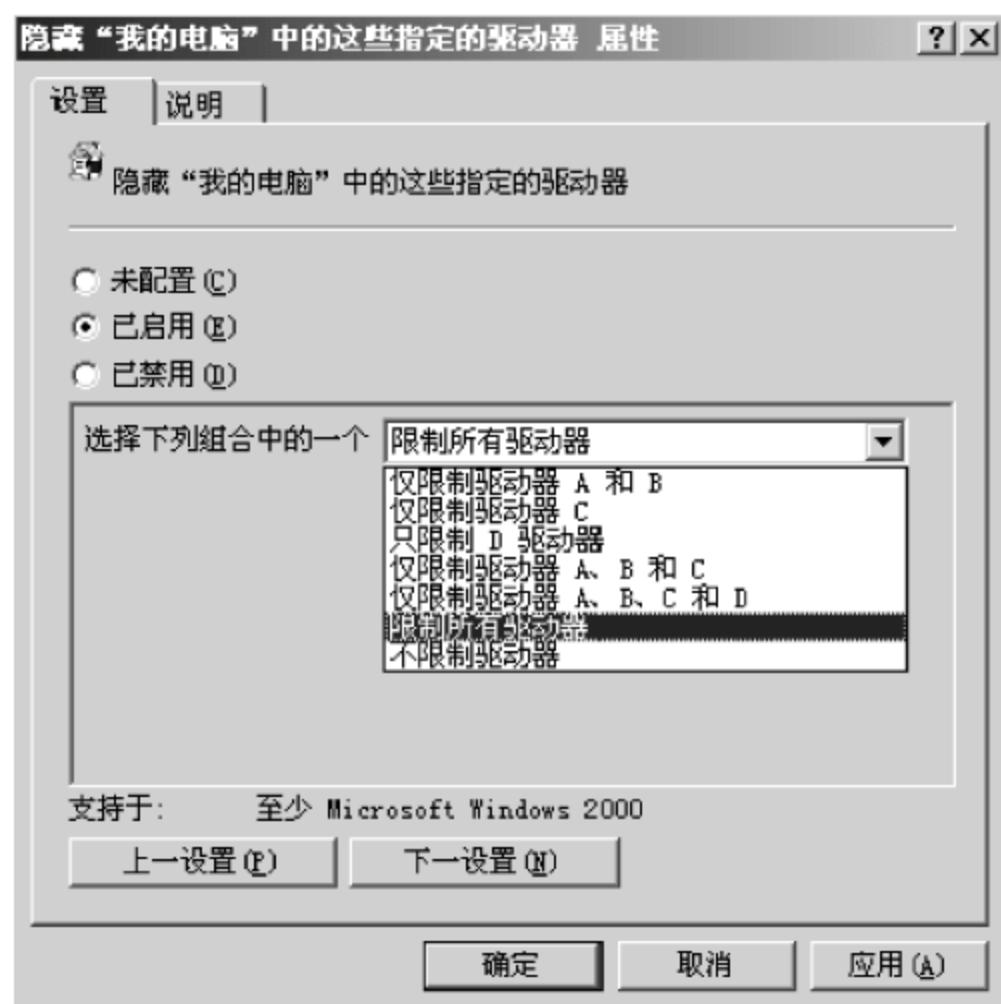 隐藏“我的电脑”中的这些指定的驱动器 属性
设置
说明
隐藏“我的电脑”中的这些指定的驱动器
未配置(C)
已启用(E)
已禁用(D)
选择下列组合中的一个 限制所有驱动器
仅限制驱动器 A 和 B
仅限制驱动器 C
只限制 D 驱动器
仅限制驱动器 A、B 和 C
仅限制驱动器 A、B、C 和 D
限制所有驱动器
不限制驱动器
支持于: 至少 Microsoft Windows 2000
上一设置(P) 下一设置(N)
确定 取消 应用(A)